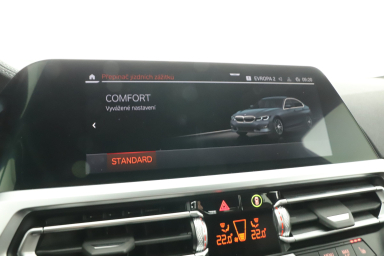 EVROPA 2
COMFORT
Vyvážené nastavení
STANDARD
22.0 22.0